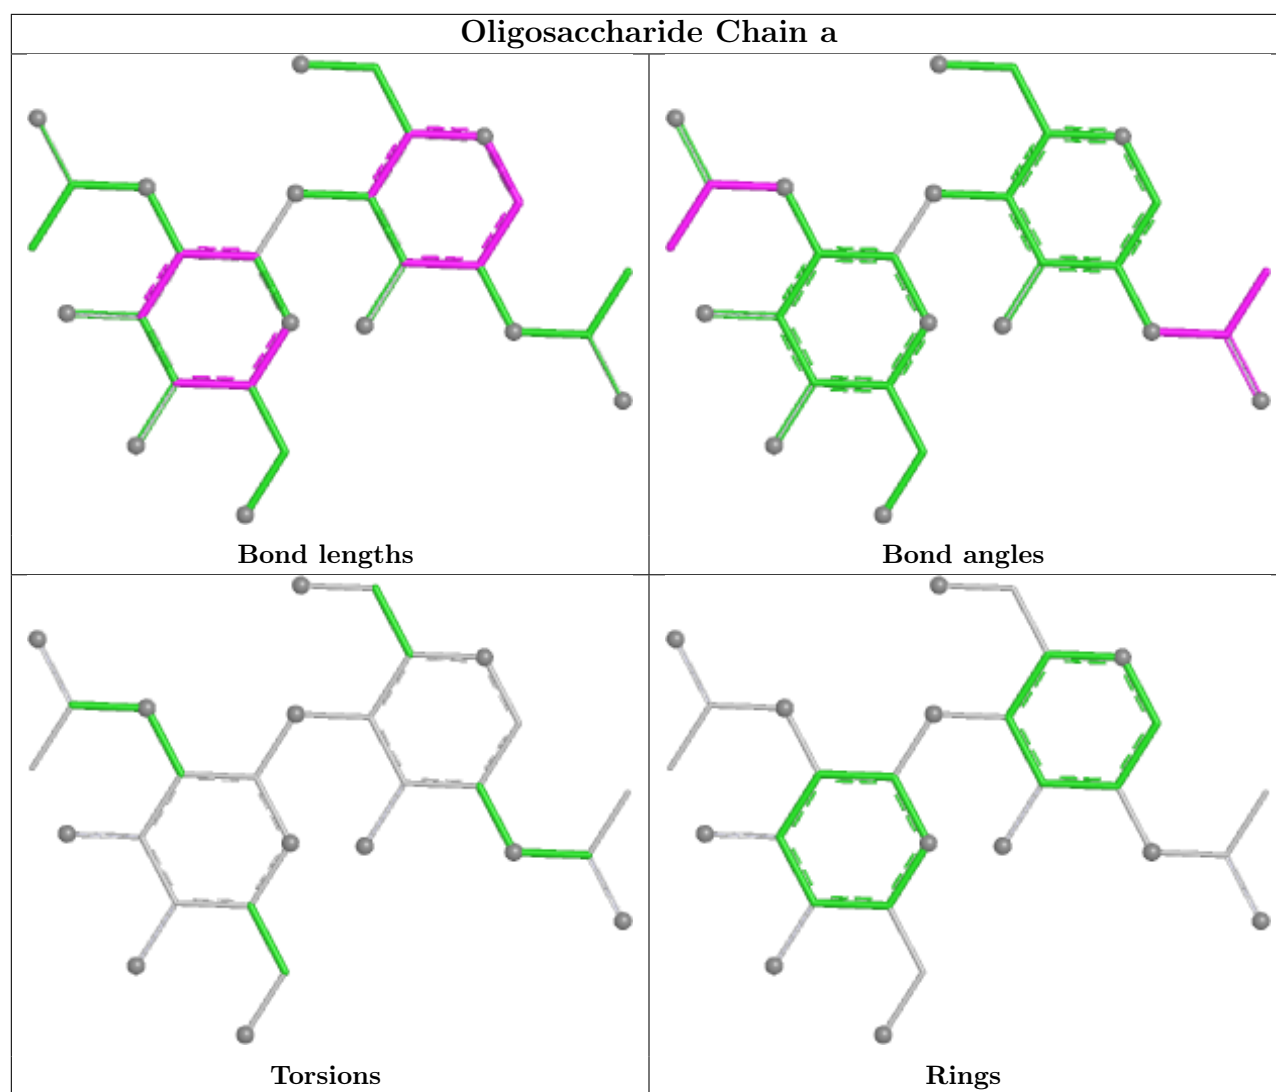 Oligosaccharide Chain a
Bond lengths
Bond angles
Torsions
Rings